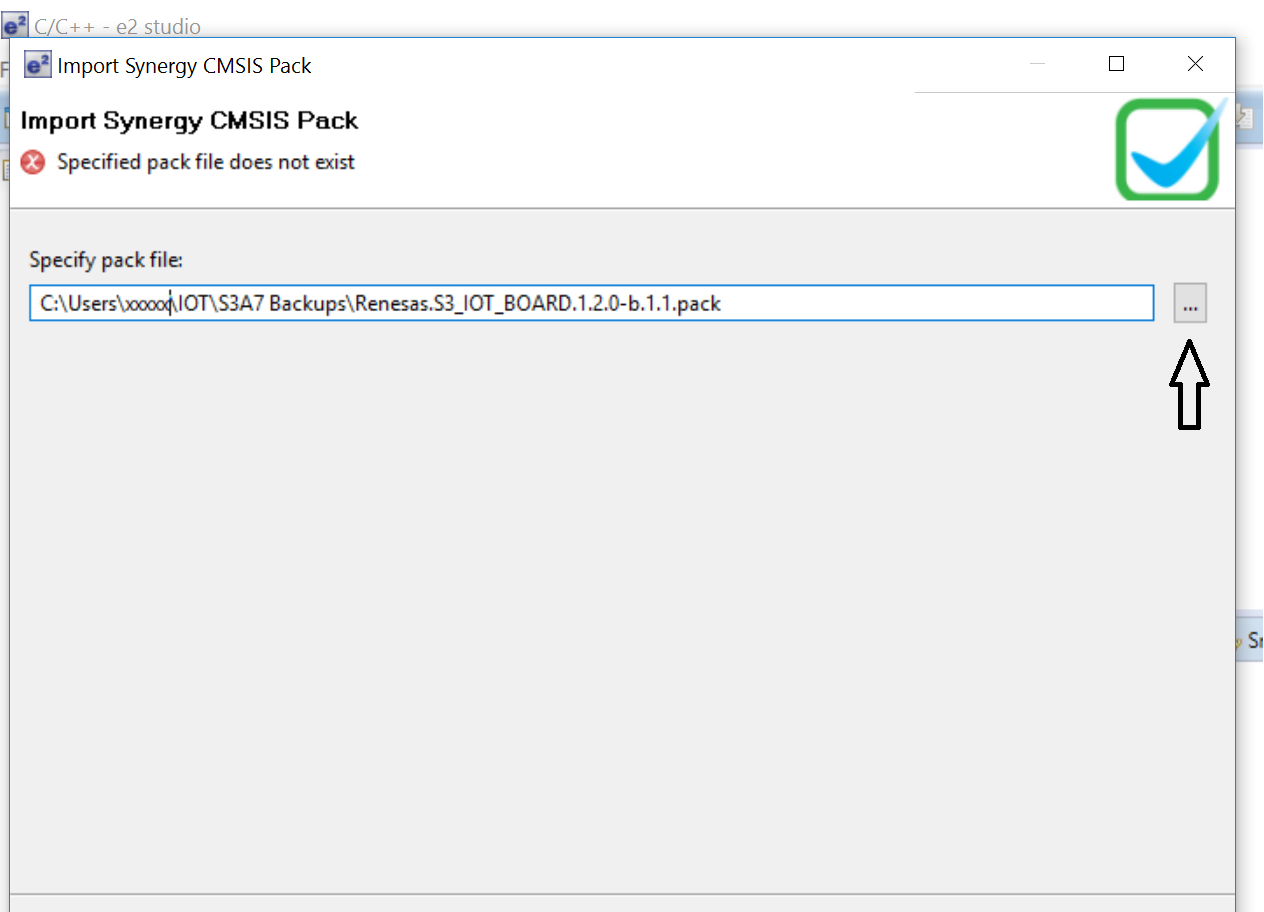 e² C/C++ - e2 studio
F
e² Import Synergy CMSIS Pack
Import Synergy CMSIS Pack
Specified pack file does not exist
Specify pack file:
C:\Users\xxxxx\IOT\S3A7 Backups\Renesas.S3_IOT_BOARD.1.2.0-b.1.1.pack
...